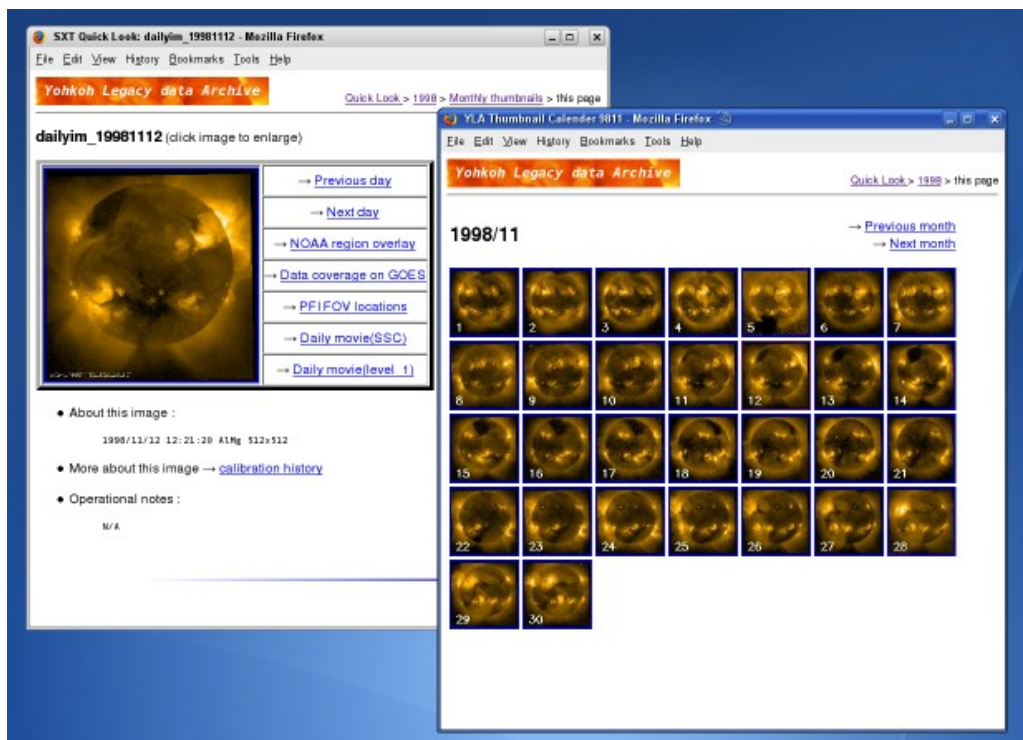 SXT Quick Look: dailyim_19981112 - Mozilla Firefox
File Edit View History Bookmarks Tools Help
Yohkoh Legacy data Archive
Quick Look > 1998 > Monthly thumbnails > this page
dailyim_19981112 (click image to enlarge)
→ Previous day
→ Next day
→ NOAA region overlay
→ Data coverage on GOES
→ PFIFOV locations
→ Daily movie(SSC)
→ Daily movie(level 1)
• About this image :
1998/11/12 12:21:20 AlMg 512x512
• More about this image → calibration history
• Operational notes :
N/A
YLA Thumbnail Calender 9811 - Mozilla Firefox
File Edit View History Bookmarks Tools Help
Yohkoh Legacy data Archive
Quick Look > 1998 > this page
1998/11
→ Previous month
→ Next month
1 2 3 4 5 6 7
8 9 10 11 12 13 14
15 16 17 18 19 20 21
22 23 24 25 26 27 28
29 30